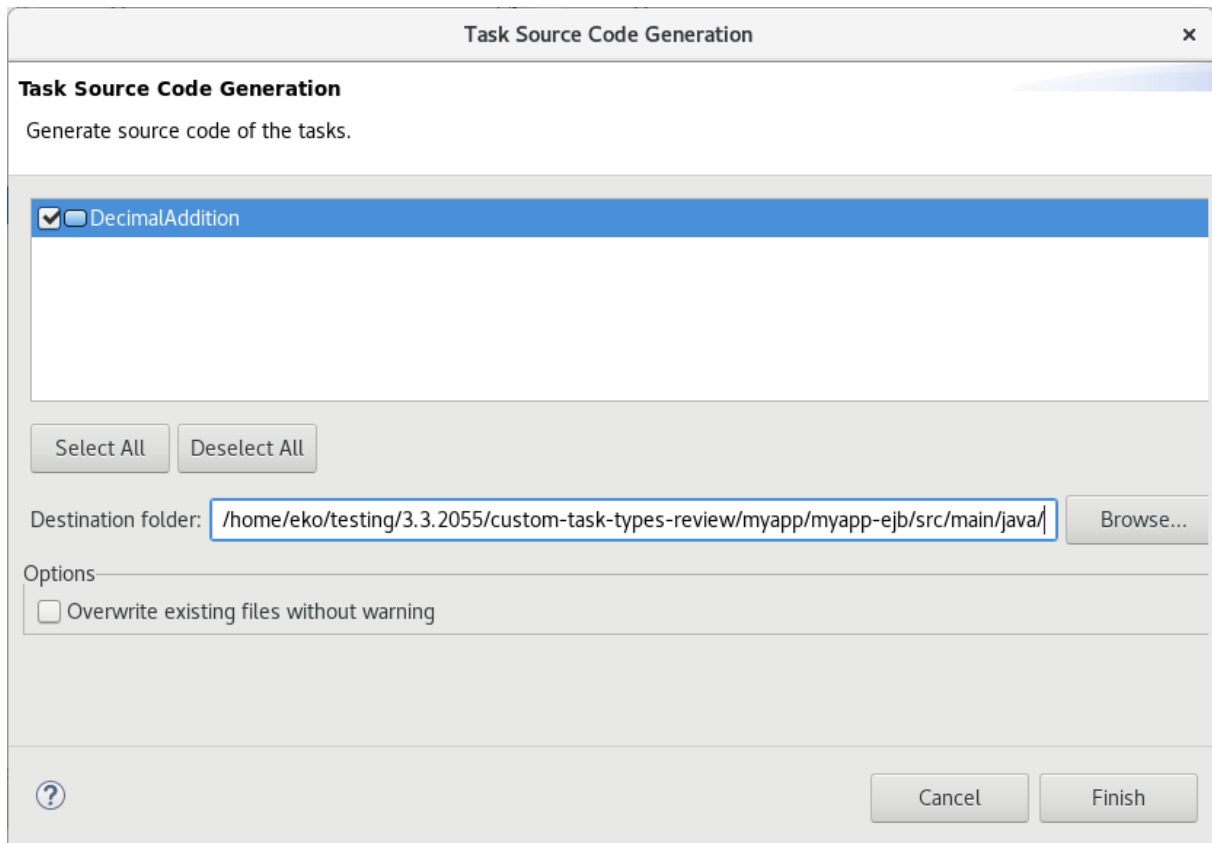 Task Source Code Generation
Task Source Code Generation
Generate source code of the tasks.
DecimalAddition
Select All Deselect All
Destination folder: /home/eko/testing/3.3.2055/custom-task-types-review/myapp/myapp-ejb/src/main/java/ Browse...
Options
Overwrite existing files without warning
Cancel Finish